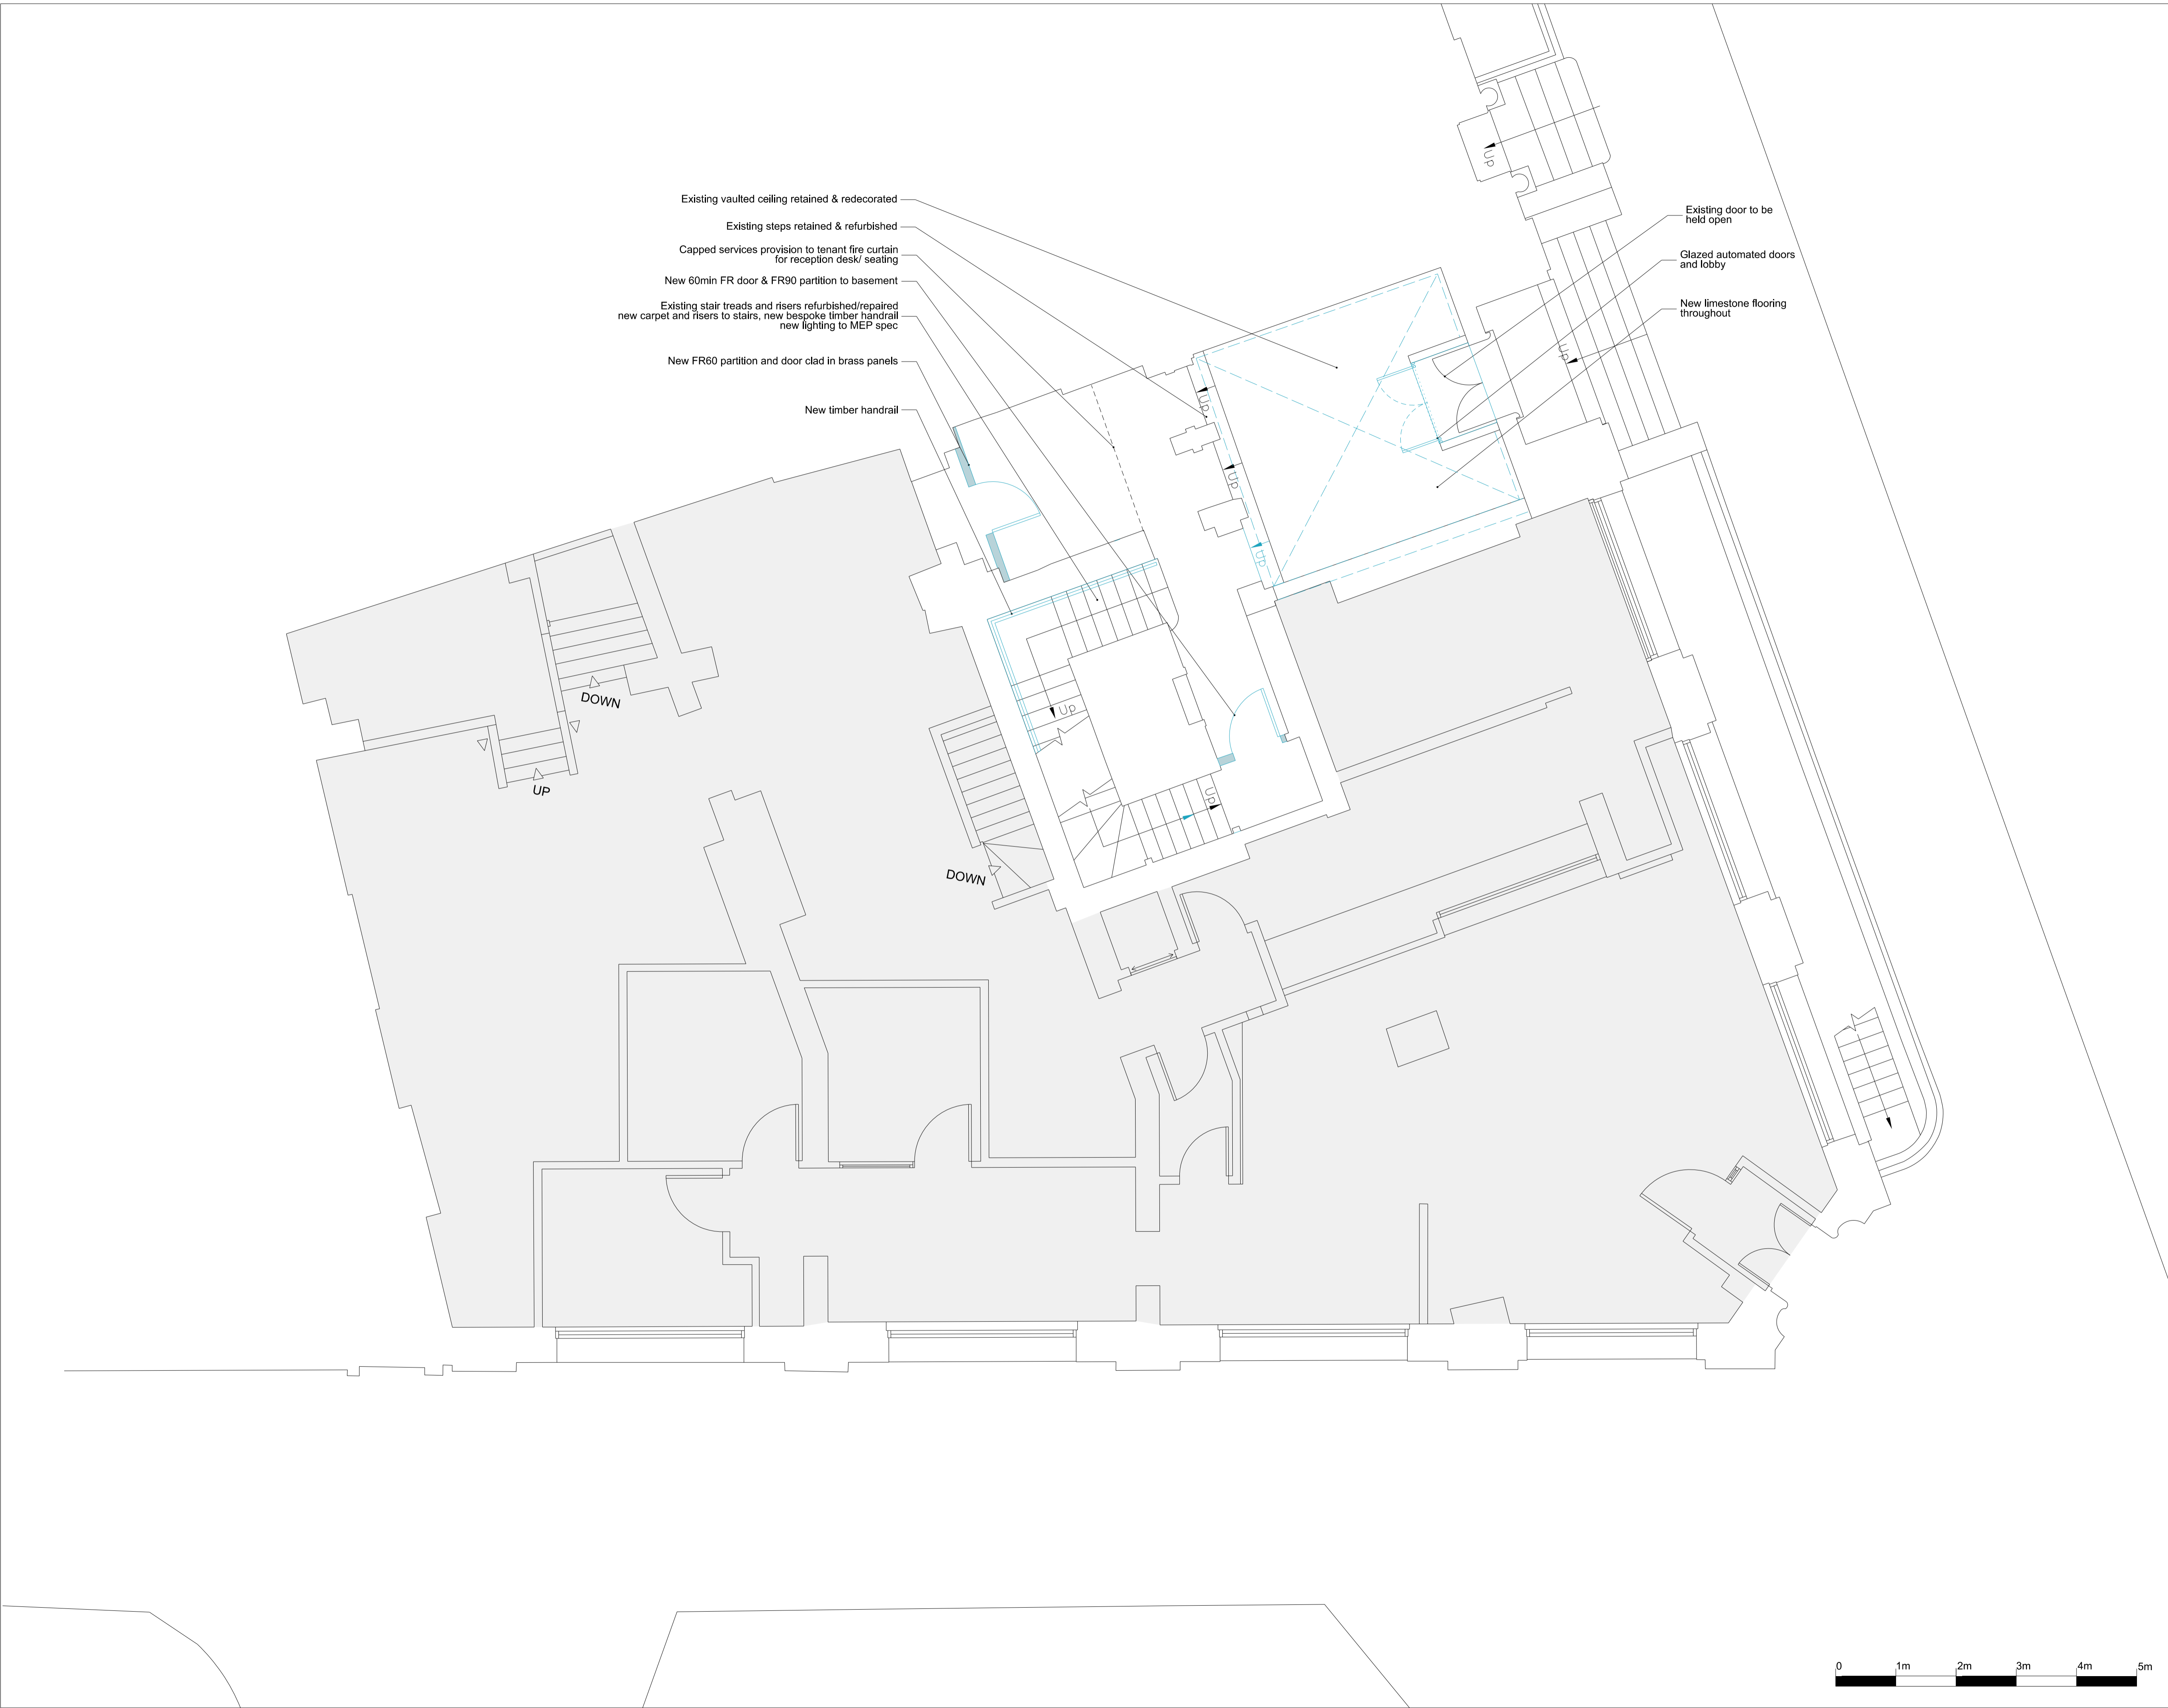 Existing vaulted ceiling retained & redecorated
Existing steps retained & refurbished
Capped services provision to tenant fire curtain
for reception desk/ seating
New 60min FR door & FR90 partition to basement
Existing stair treads and risers refurbished/repaired
new carpet and risers to stairs, new bespoke timber handrail
new lighting to MEP spec
New FR60 partition and door clad in brass panels
New timber handrail
Existing door to be
held open
Glazed automated doors
and lobby
New limestone flooring
throughout
Up
Up
Up
Up
Up
Up
Up
DOWN
UP
DOWN
0 1m 2m 3m 4m 5m